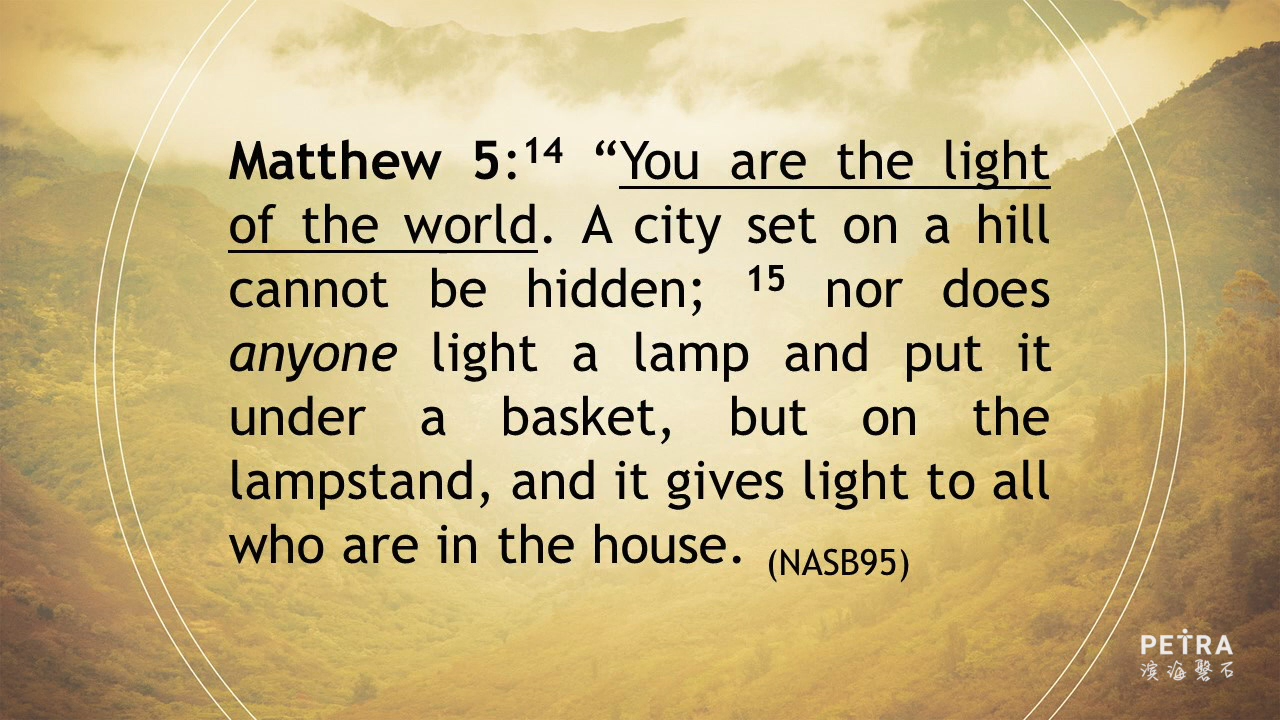 Matthew 5:14 “You are the light
of the world. A city set on a hill
cannot be hidden; 15 nor does
anyone light a lamp and put it
under a basket, but on the
lampstand, and it gives light to all
who are in the house. (NASB95)
PETRA
滨海磐石